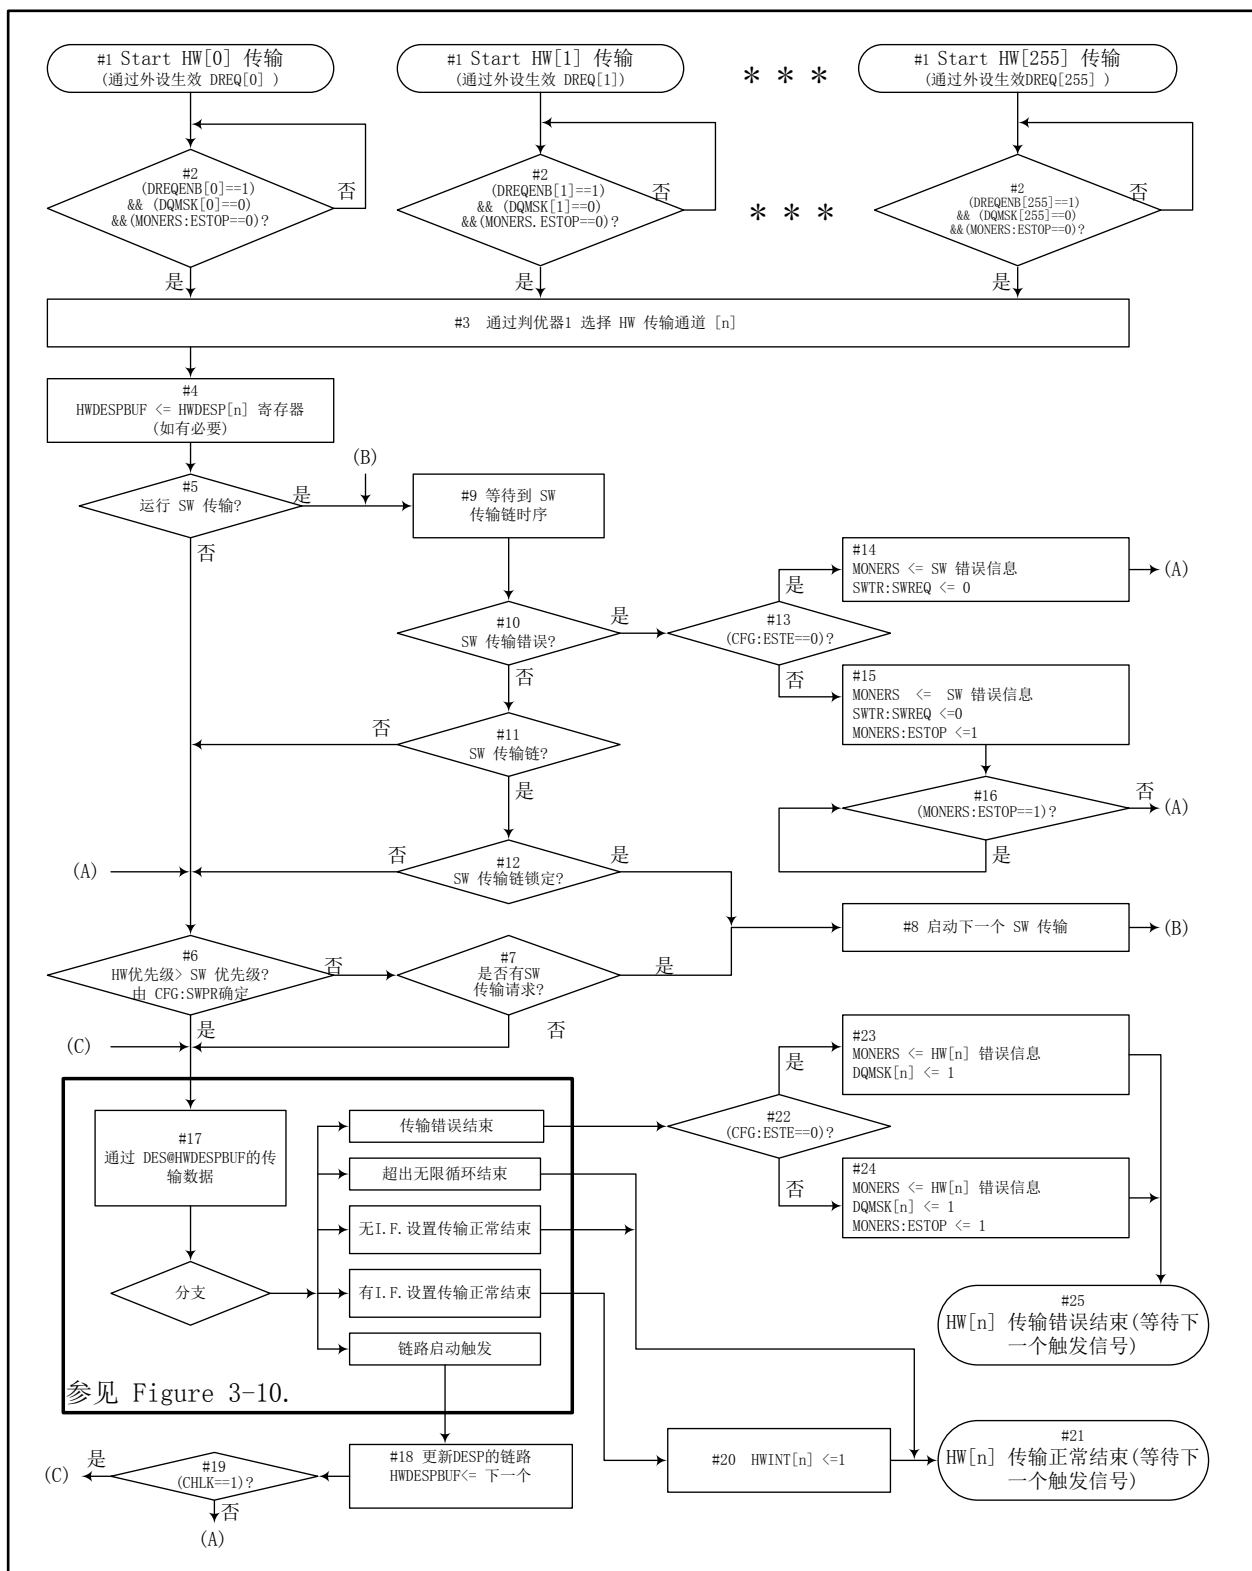 #1 Start HW[0] 传输
(通过外设生效 DREQ[0] )
#1 Start HW[1] 传输
(通过外设生效 DREQ[1])
* * *
#1 Start HW[255] 传输
(通过外设生效DREQ[255] )
#2
(DREQENB[0]==1)
&& (DQMSK[0]==0)
&&(MONERS:ESTOP==0)?
否
是
#2
(DREQENB[1]==1)
&& (DQMSK[1]==0)
&&(MONERS.ESTOP==0)?
否
是
* * *
#2
(DREQENB[255]==1)
&& (DQMSK[255]==0)
&&(MONERS:ESTOP==0)?
否
是
#3 通过判优器1 选择 HW 传输通道 [n]
#4
HWDESPBUF <= HWDESP[n] 寄存器
(如有必要)
(B)
#5
运行 SW 传输?
是
否
#9 等待到 SW
传输链时序
#10
SW 传输错误?
是
否
#13
(CFG:ESTE==0)?
是
否
#14
MONERS <= SW 错误信息
SWTR:SWREQ <= 0
(A)
#15
MONERS <= SW 错误信息
SWTR:SWREQ <=0
MONERS:ESTOP <=1
#11
SW 传输链?
否
是
#16
(MONERS:ESTOP==1)?
否
(A)
是
(A)
#12
SW 传输链锁定?
否
是
#8 启动下一个 SW 传输
(B)
#6
HW优先级> SW 优先级?
由 CFG:SWPR确定
否
是
#7
是否有SW
传输请求?
是
否
(C)
#17
通过 DES@HWDESPBUF的传
输数据
分支
传输错误结束
超出无限循环结束
无I.F.设置传输正常结束
有I.F.设置传输正常结束
链路启动触发
参见 Figure 3-10.
#22
(CFG:ESTE==0)?
是
否
#23
MONERS <= HW[n] 错误信息
DQMSK[n] <= 1
#24
MONERS <= HW[n] 错误信息
DQMSK[n] <= 1
MONERS:ESTOP <= 1
#25
HW[n] 传输错误结束(等待下
一个触发信号)
#18 更新DESP的链路
HWDESPBUF<= 下一个
#19
(CHLK==1)?
是
(C)
否
(A)
#20 HWINT[n] <=1
#21
HW[n] 传输正常结束(等待下
一个触发信号)